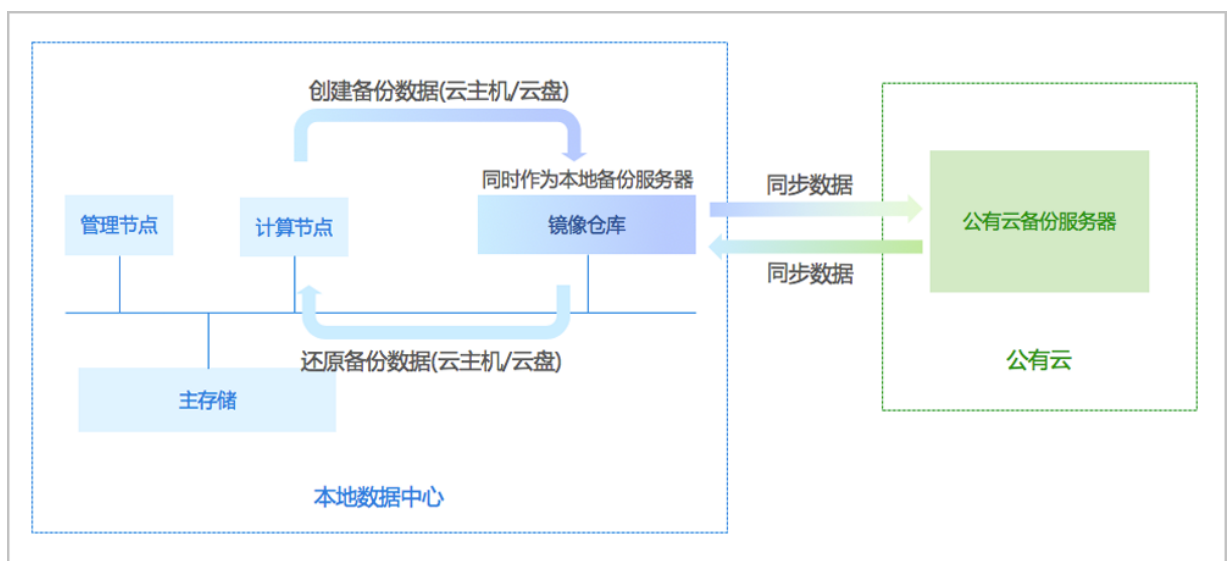 创建备份数据(云主机/云盘)
同时作为本地备份服务器
管理节点
计算节点
镜像仓库
同步数据
公有云备份服务器
同步数据
还原备份数据(云主机/云盘)
公有云
主存储
本地数据中心